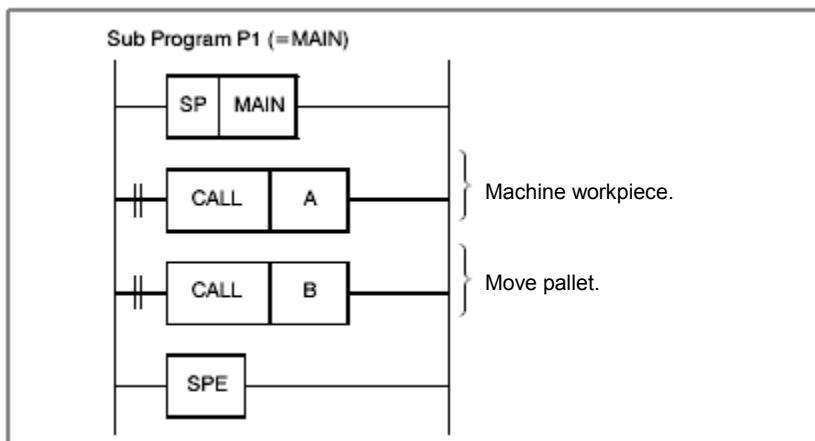 Sub Program P1 (=MAIN)
SP MAIN
CALL A Machine workpiece.
CALL B Move pallet.
SPE